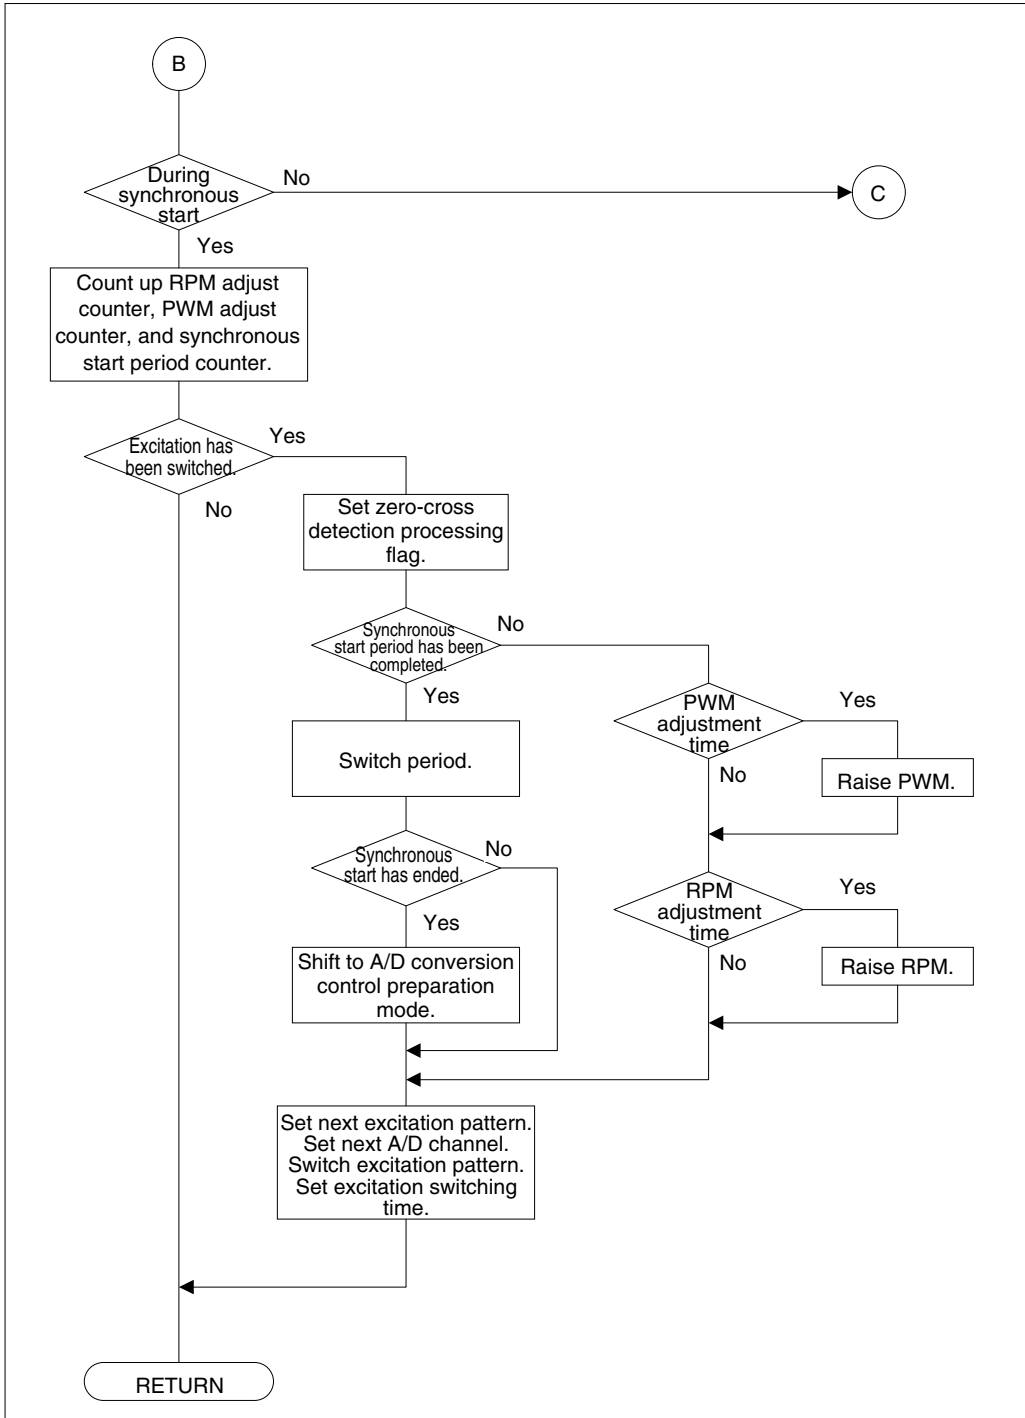 B
During
synchronous
start
No
C
Yes
Count up RPM adjust
counter, PWM adjust
counter, and synchronous
start period counter.
Excitation has
been switched.
Yes
No
Set zero-cross
detection processing
flag.
Synchronous
start period has been
completed.
No
Yes
PWM
adjustment
time
Yes
No
Raise PWM.
Switch period.
Synchronous
start has ended.
No
Yes
RPM
adjustment
time
Yes
No
Raise RPM.
Shift to A/D conversion
control preparation
mode.
Set next excitation pattern.
Set next A/D channel.
Switch excitation pattern.
Set excitation switching
time.
RETURN